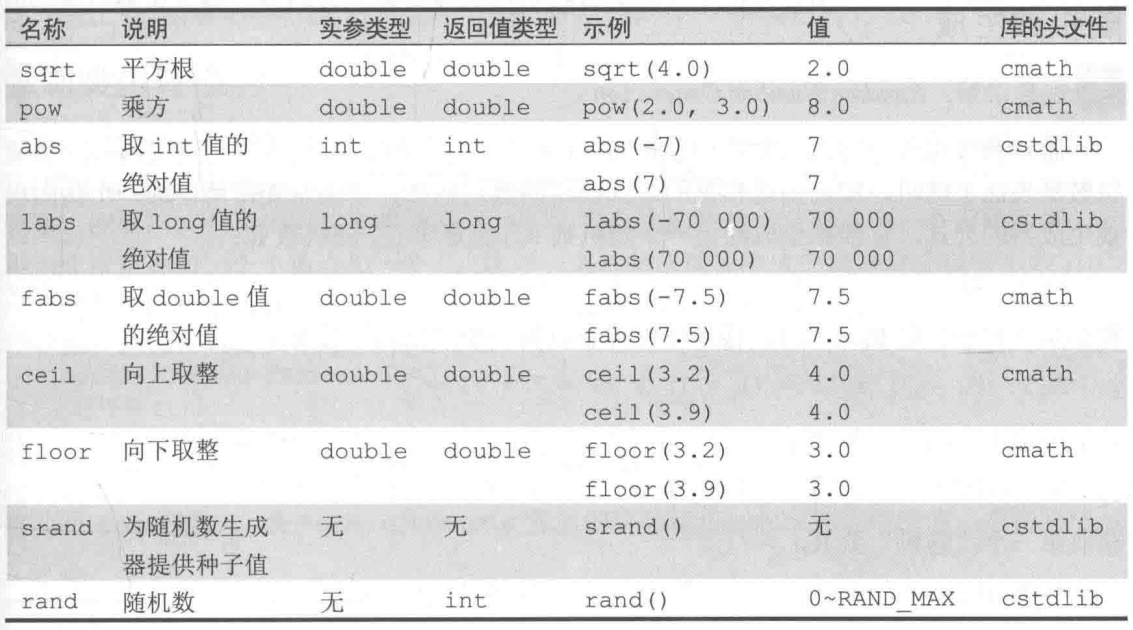 名称 说明 实参类型 返回值类型 示例 值 库的头文件
sqrt 平方根 double double sqrt(4.0) 2.0 cmath
pow 乘方 double double pow(2.0, 3.0) 8.0 cmath
abs 取 int 值的 int int abs(-7) 7 cstdlib
绝对值 abs(7) 7
labs 取 long 值的 long long labs(-70 000) 70 000 cstdlib
绝对值 labs(70 000) 70 000
fabs 取 double 值 double double fabs(-7.5) 7.5 cmath
的绝对值 fabs(7.5) 7.5
ceil 向上取整 double double ceil(3.2) 4.0 cmath
ceil(3.9) 4.0
floor 向下取整 double double floor(3.2) 3.0 cmath
floor(3.9) 3.0
srand 为随机数生成 无 无 srand() 无 cstdlib
器提供种子值
rand 随机数 无 int rand() 0~RAND_MAX cstdlib